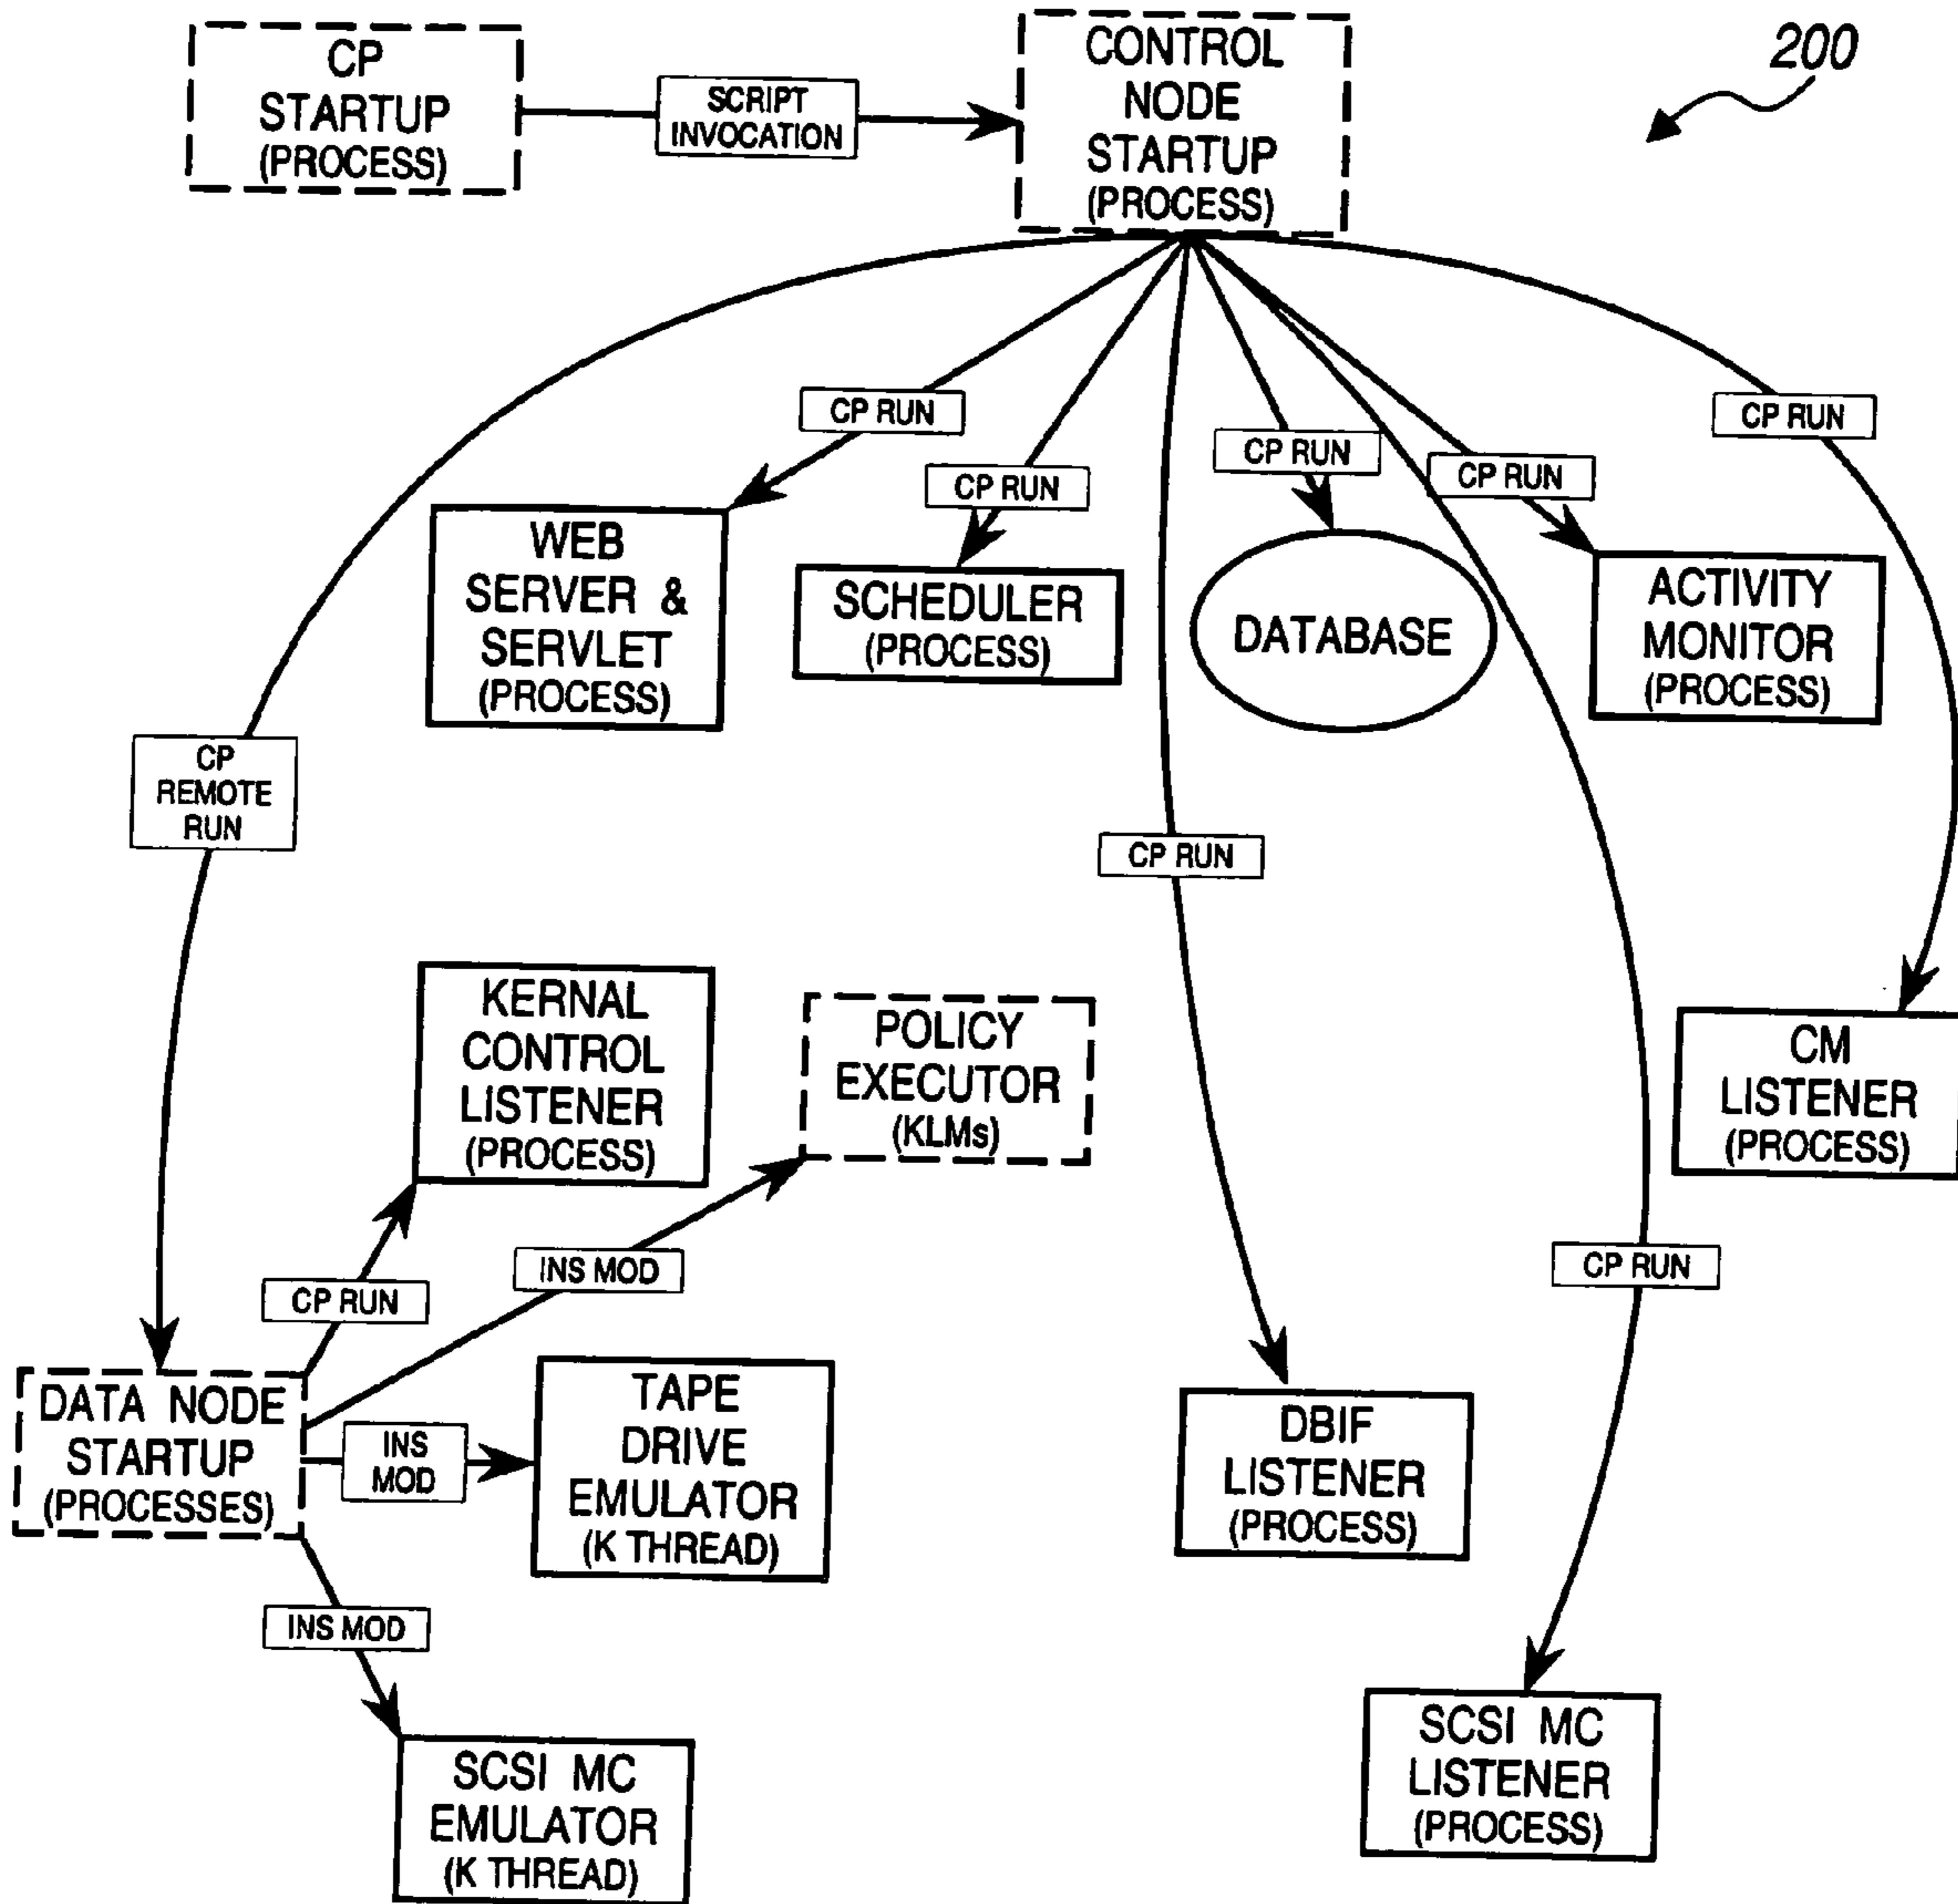 CP
STARTUP
(PROCESS)
SCRIPT
INVOCATION
CONTROL
NODE
STARTUP
(PROCESS)
200
CP RUN
CP RUN
CP RUN
CP RUN
CP RUN
WEB
SERVER &
SERVLET
(PROCESS)
SCHEDULER
(PROCESS)
DATABASE
ACTIVITY
MONITOR
(PROCESS)
CP
REMOTE
RUN
CP RUN
KERNAL
CONTROL
LISTENER
(PROCESS)
POLICY
EXECUTOR
(KLMs)
CM
LISTENER
(PROCESS)
CP RUN
INS MOD
CP RUN
DATA NODE
STARTUP
(PROCESSES)
INS
MOD
TAPE
DRIVE
EMULATOR
(K THREAD)
DBIF
LISTENER
(PROCESS)
INS MOD
SCSI MC
EMULATOR
(K THREAD)
SCSI MC
LISTENER
(PROCESS)